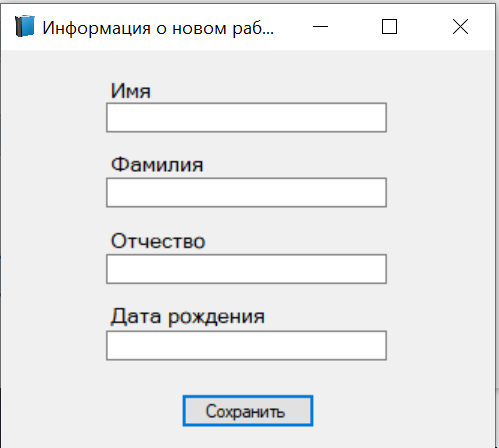 Информация о новом раб...
Имя
Фамилия
Отчество
Дата рождения
Сохранить